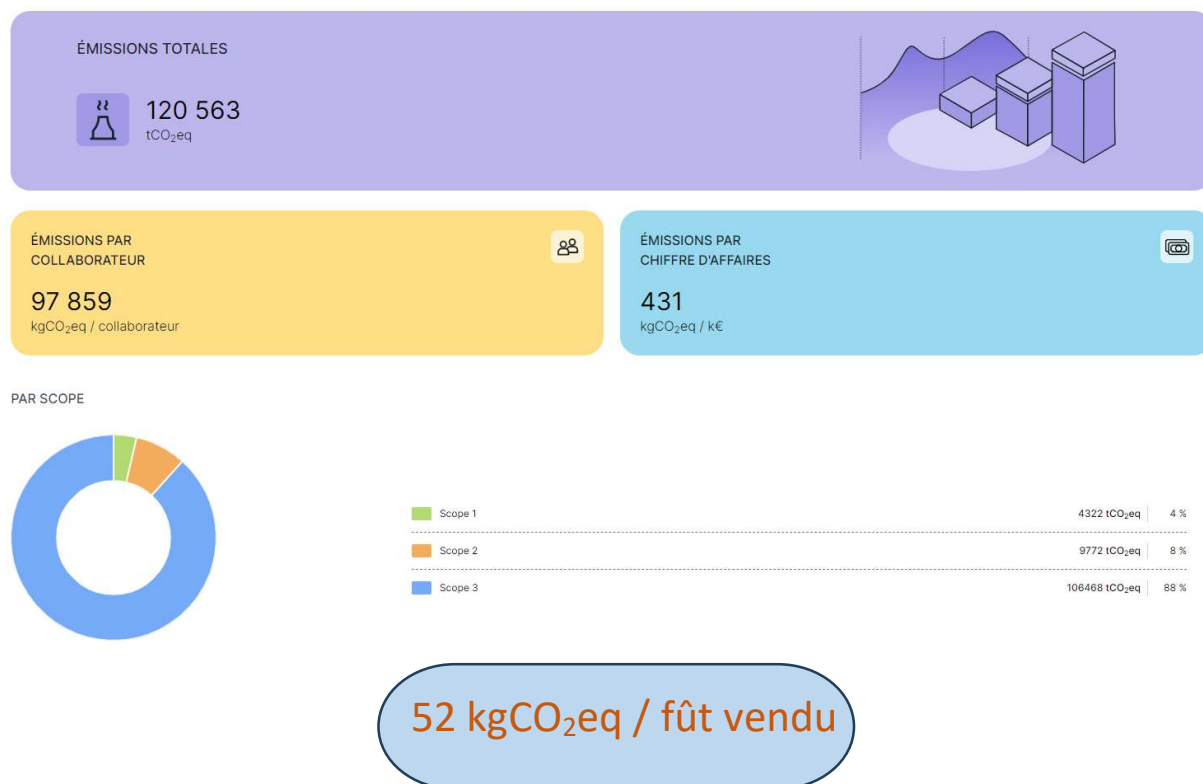 ÉMISSIONS TOTALES
120 563
tCO₂eq
ÉMISSIONS PAR
COLLABORATEUR
97 859
kgCO₂eq / collaborateur
ÉMISSIONS PAR
CHIFFRE D'AFFAIRES
431
kgCO₂eq / k€
PAR SCOPE
Scope 1 4322 tCO₂eq 4 %
Scope 2 9772 tCO₂eq 8 %
Scope 3 106468 tCO₂eq 88 %
52 kgCO₂eq / fût vendu